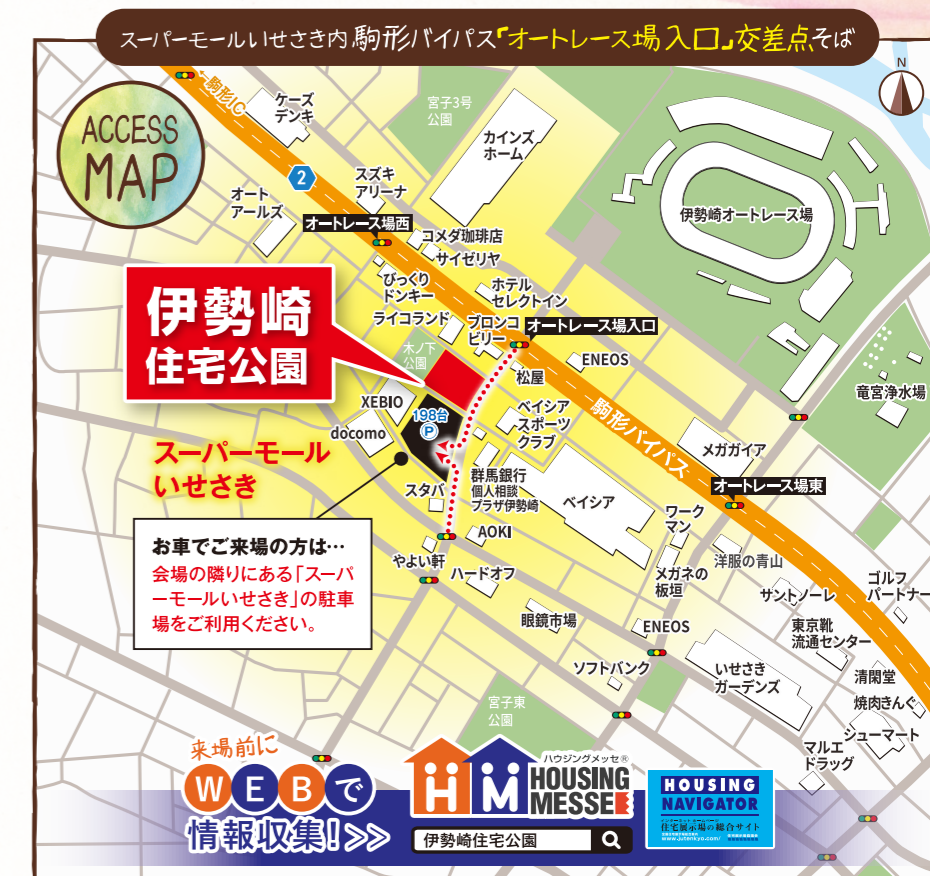 スーパーモールいせさき内 駒形バイパス「オートレース場 入口」交差点そば
N
ACCESS
MAP
←駒形IC
ケーズ
デンキ
宮子3号
公園
カインズ
ホーム
2
スズキ
アリーナ
オート
アールズ
オートレース場西
伊勢崎オートレース場
コメダ珈琲店
サイゼリヤ
びっくり
ドンキー
ホテル
セレクトイン
伊勢崎
住宅公園
ライコランド
ブロンコ
ビリー
オートレース場入口
木ノ下
公園
ENEOS
松屋
竜宮浄水場
XEBIO
198台
P
ベイシア
スポーツ
クラブ
駒形バイパス
docomo
メガガイア
スーパーモール
いせさき
群馬銀行
個人相談
プラザ伊勢崎
スタバ
ベイシア
オートレース場東
ワーク
マン
お車でご来場の方は…
会場の隣りにある「スーパ
ーモールいせさき」の駐車
場をご利用ください。
AOKI
やよい軒
ハードオフ
洋服の青山
メガネの
板垣
サントノーレ
ゴルフ
パートナー
眼鏡市場
ENEOS
東京靴
流通センター
ソフトバンク
いせさき
ガーデンズ
清閑堂
焼肉きんぐ
宮子東
公園
シューマート
マルエ
ドラッグ
来場前に
WEBで
情報収集!>>
ハウジングメッセ®
HOUSING
MESSE
伊勢崎住宅公園
HOUSING
NAVIGATOR
住宅展示場の総合サイト
www.jutenkyo.com/